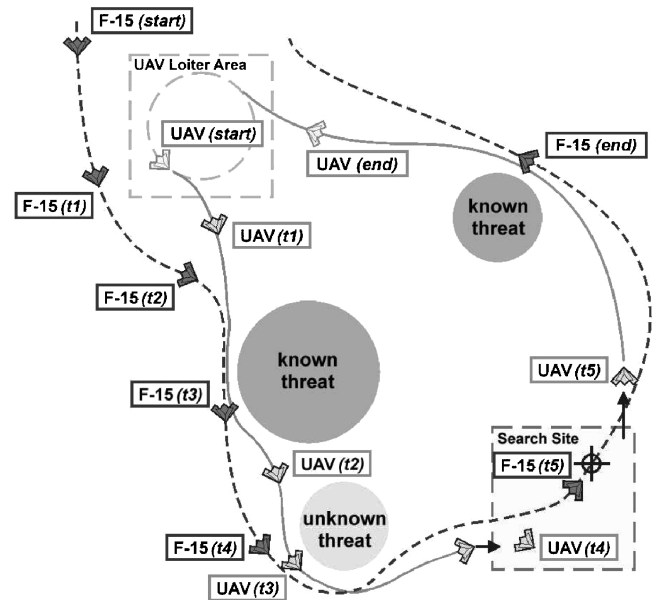 F-15 (start)
UAV Loiter Area
UAV (start)
UAV (end)
F-15 (end)
F-15 (t1)
UAV (t1)
known
threat
F-15 (t2)
known
threat
UAV (t5)
F-15 (t3)
Search Site
UAV (t2)
F-15 (t5)
unknown
threat
F-15 (t4)
UAV (t4)
UAV (t3)